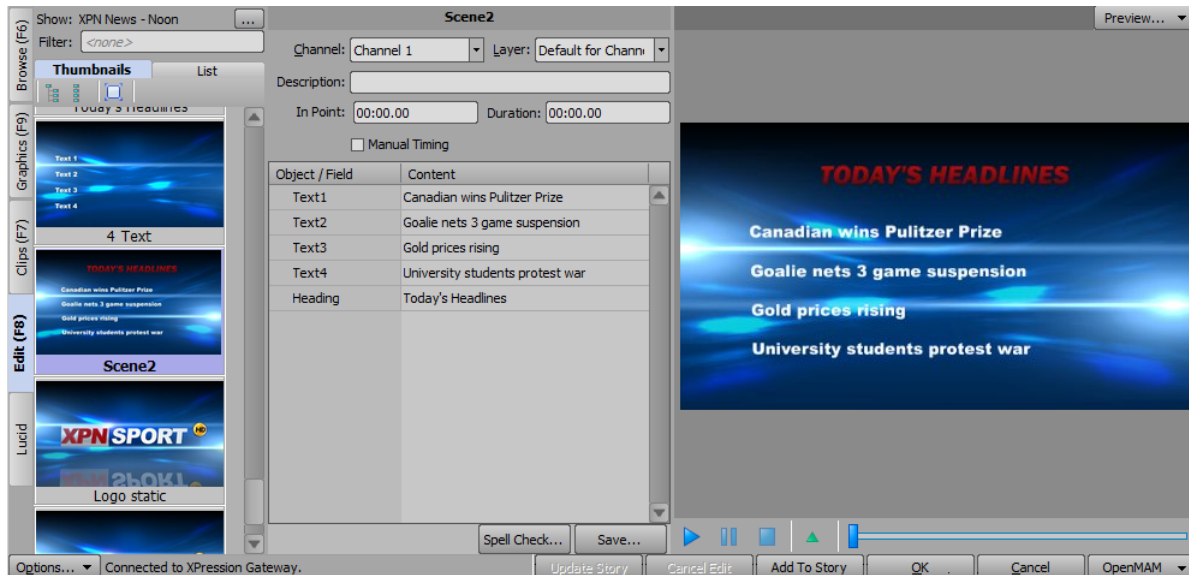 Browse (F6)
Graphics (F9)
Clips (F7)
Edit (F8)
Lucid
Show: XPN News - Noon
...
Filter: <none>
Thumbnails
List
Today's Headlines
Text 1
Text 2
Text 3
Text 4
4 Text
TODAY'S HEADLINES
Canadian wins Pulitzer Prize
Goalie nets 3 game suspension
Gold prices rising
University students protest war
Scene2
XPN SPORT HD
Logo static
Scene2
Channel: Channel 1 Layer: Default for Chann
Description:
In Point: 00:00.00 Duration: 00:00.00
Manual Timing
Object / Field Content
Text1 Canadian wins Pulitzer Prize
Text2 Goalie nets 3 game suspension
Text3 Gold prices rising
Text4 University students protest war
Heading Today's Headlines
Spell Check... Save...
Preview...
TODAY'S HEADLINES
Canadian wins Pulitzer Prize
Goalie nets 3 game suspension
Gold prices rising
University students protest war
Options... Connected to XPression Gateway. Update Story Cancel Edit Add To Story OK Cancel OpenMAM